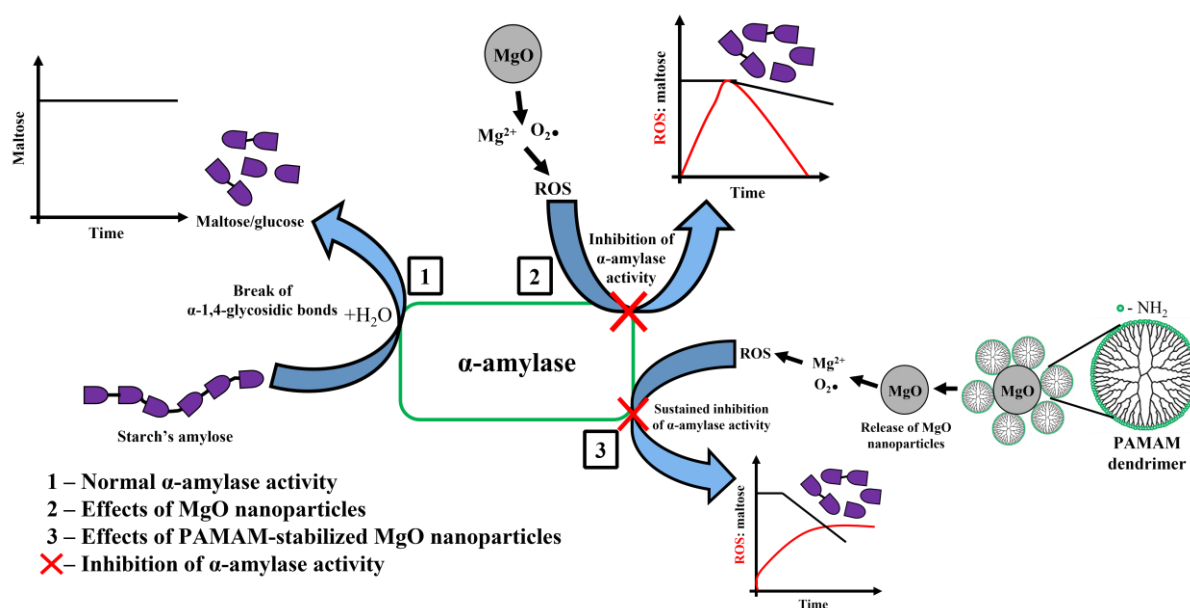 Maltose
Time
Maltose/glucose
1
Break of
α-1,4-glycosidic bonds
+H₂O
Starch's amylose
α-amylase
MgO
Mg²⁺ O₂•
ROS
2
Inhibition of
α-amylase
activity
ROS: maltose
Time
ROS
Mg²⁺
O₂•
MgO
Release of MgO
nanoparticles
MgO
- NH₂
PAMAM
dendrimer
Sustained inhibition
of α-amylase activity
3
ROS: maltose
Time
1 – Normal α-amylase activity
2 – Effects of MgO nanoparticles
3 – Effects of PAMAM-stabilized MgO nanoparticles
– Inhibition of α-amylase activity